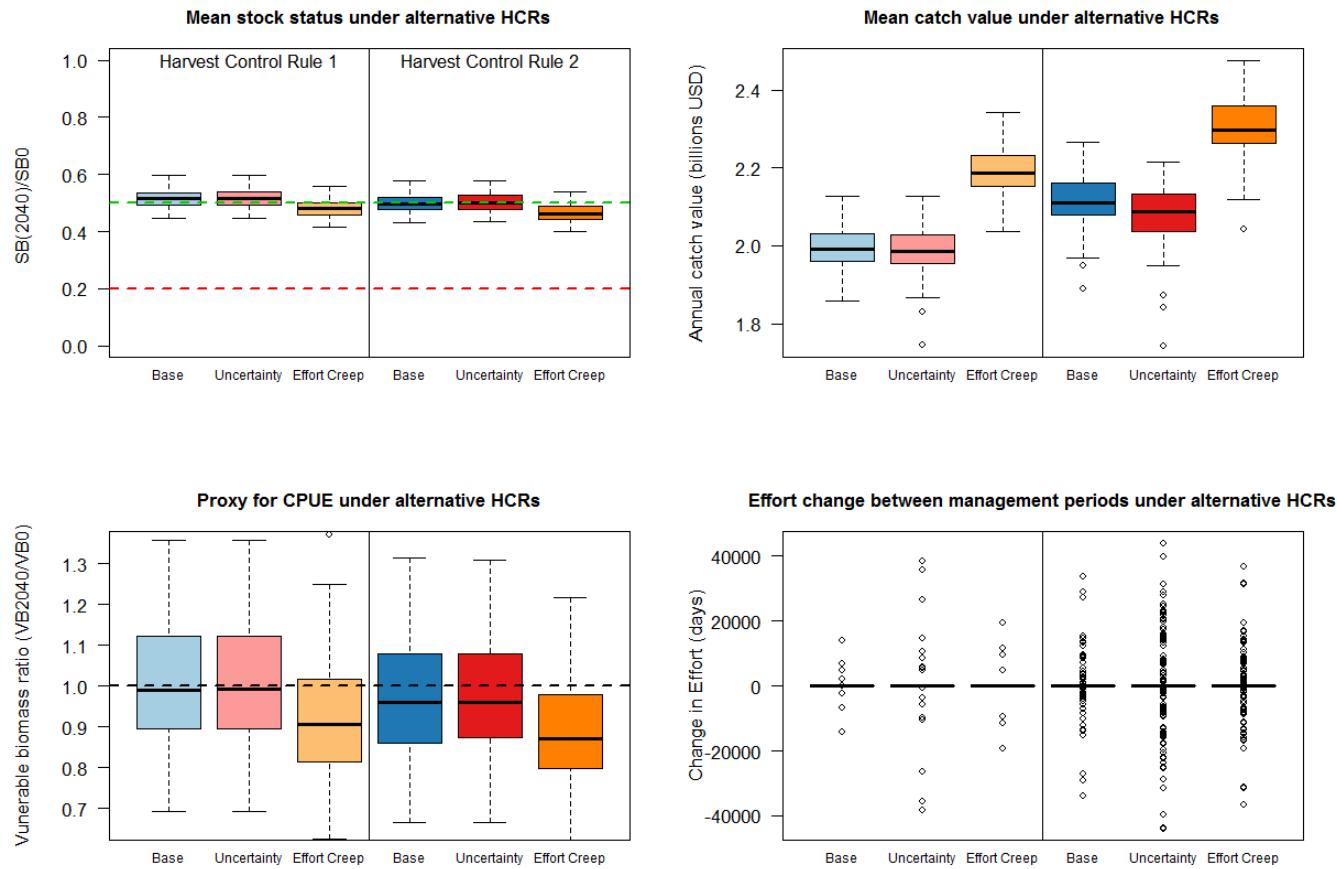 Mean stock status under alternative HCRs
SB(2040)/SB0
1.0
0.8
0.6
0.4
0.2
0.0
Harvest Control Rule 1
Harvest Control Rule 2
Base Uncertainty Effort Creep Base Uncertainty Effort Creep
Mean catch value under alternative HCRs
Annual catch value (billions USD)
2.4
2.2
2.0
1.8
Base Uncertainty Effort Creep Base Uncertainty Effort Creep
Proxy for CPUE under alternative HCRs
Vunerable biomass ratio (VB2040/VB0)
1.3
1.2
1.1
1.0
0.9
0.8
0.7
Base Uncertainty Effort Creep Base Uncertainty Effort Creep
Effort change between management periods under alternative HCRs
Change in Effort (days)
40000
20000
0
-20000
-40000
Base Uncertainty Effort Creep Base Uncertainty Effort Creep